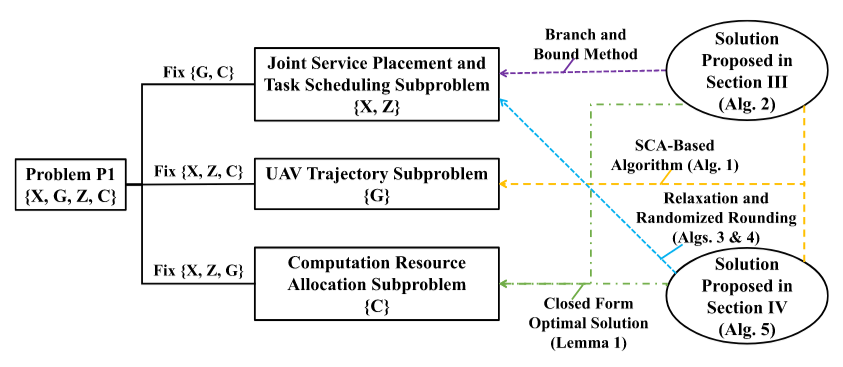 Problem P1
{X, G, Z, C}
Fix {G, C}
Fix {X, Z, C}
Fix {X, Z, G}
Joint Service Placement and
Task Scheduling Subproblem
{X, Z}
UAV Trajectory Subproblem
{G}
Computation Resource
Allocation Subproblem
{C}
Branch and
Bound Method
SCA-Based
Algorithm (Alg. 1)
Relaxation and
Randomized Rounding
(Algs. 3 & 4)
Closed Form
Optimal Solution
(Lemma 1)
Solution
Proposed in
Section III
(Alg. 2)
Solution
Proposed in
Section IV
(Alg. 5)